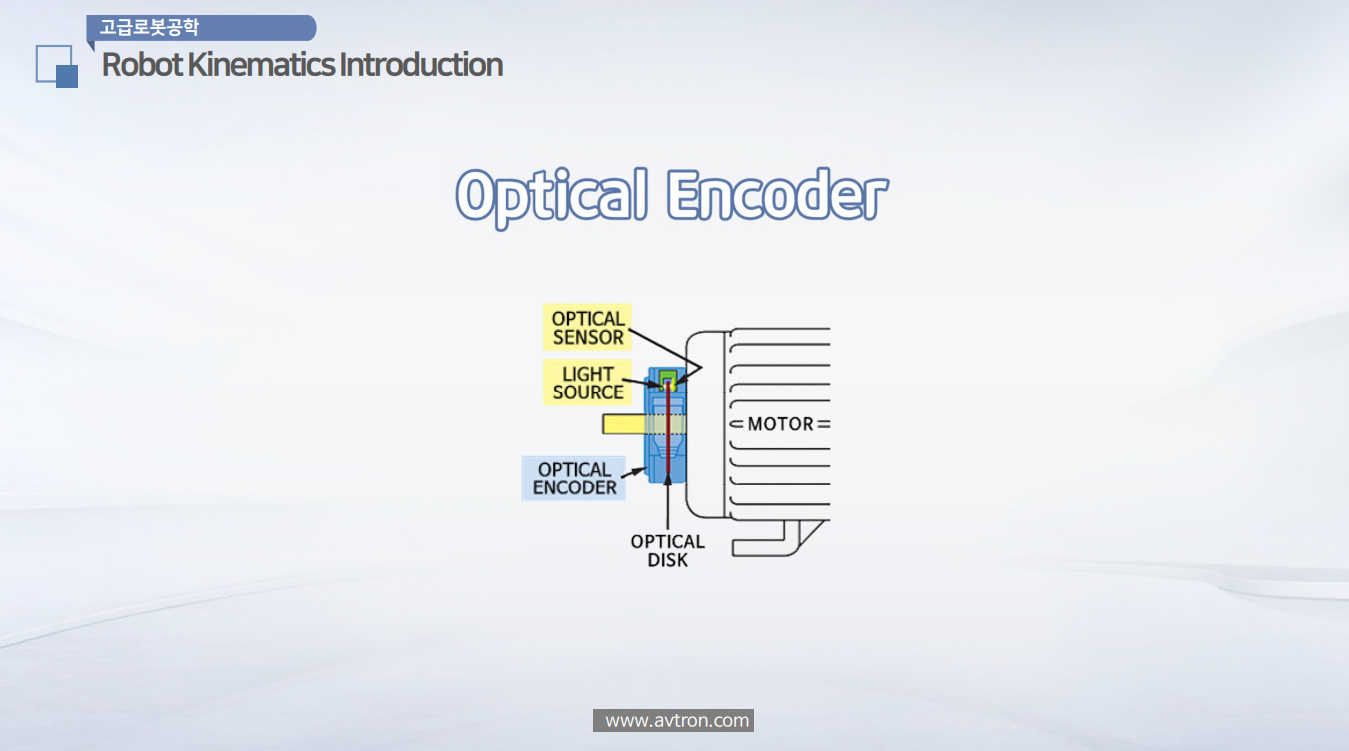 고급로봇공학
Robot Kinematics Introduction
Optical Encoder
OPTICAL
SENSOR
LIGHT
SOURCE
MOTOR
OPTICAL
ENCODER
OPTICAL
DISK
www.avtron.com